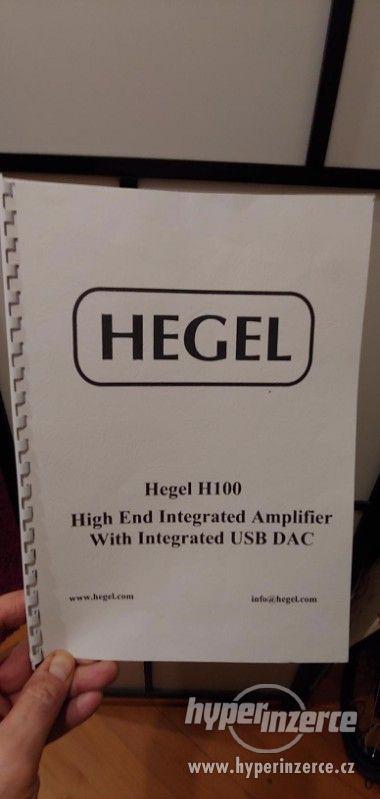 HEGEL
Hegel H100
High End Integrated Amplifier
With Integrated USB DAC
www.hegel.com info@hegel.com
hyperinzerce
www.hyperinzerce.cz